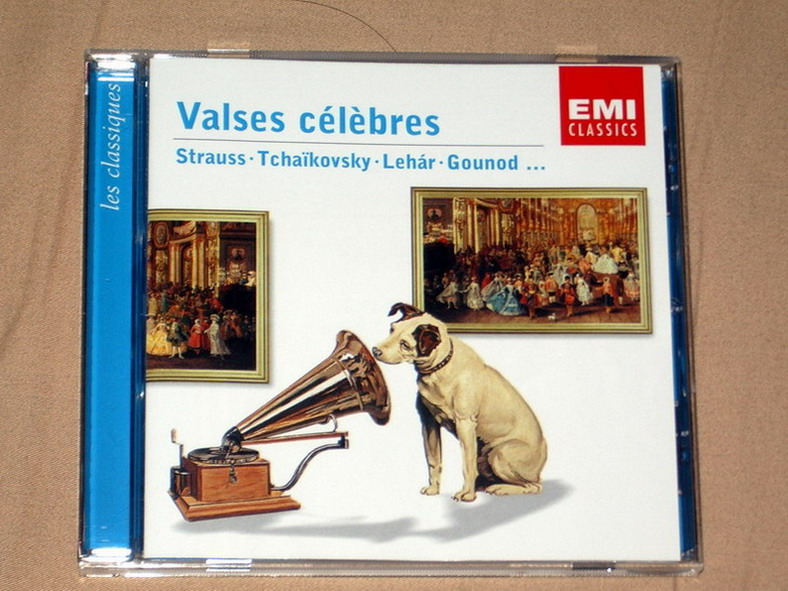 les classiques
Valses célèbres
Strauss · Tchaïkovsky · Lehár · Gounod ...
EMI
CLASSICS